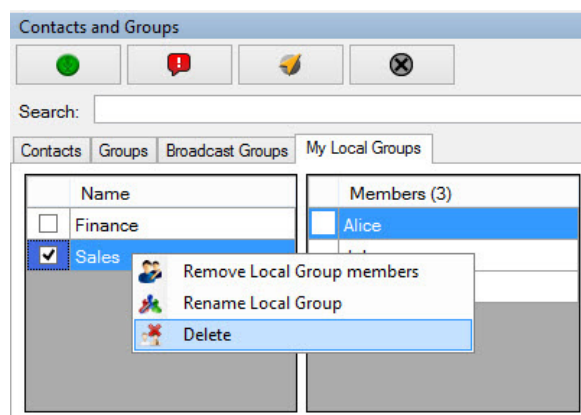 Contacts and Groups
Search:
Contacts Groups Broadcast Groups My Local Groups
Name Members (3)
Finance Alice
Sales
Remove Local Group members
Rename Local Group
Delete